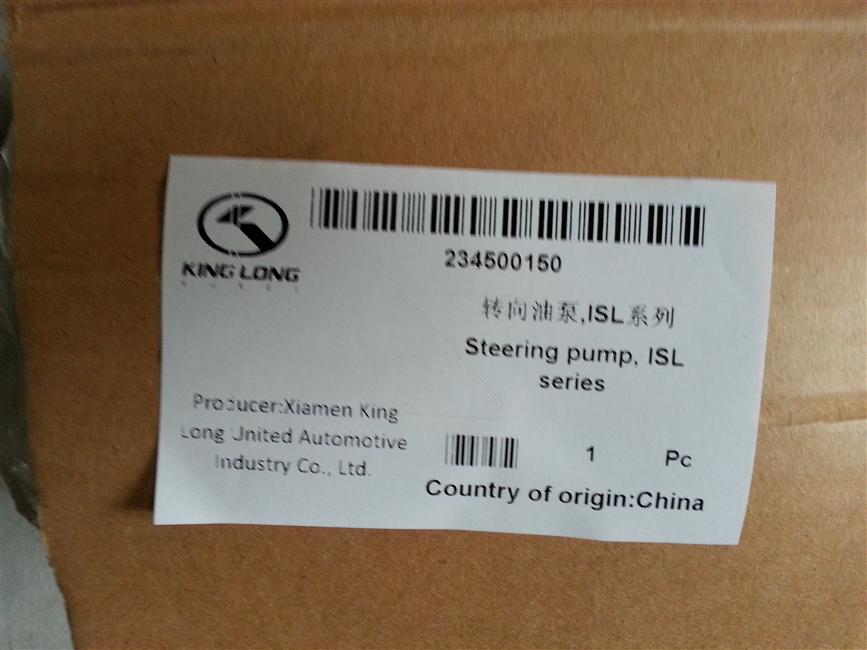 KING LONG
234500150
转向油泵,ISL系列
Steering pump, ISL
series
Producer:Xiamen King
Long United Automotive
Industry Co., Ltd.
1 Pc
Country of origin:China